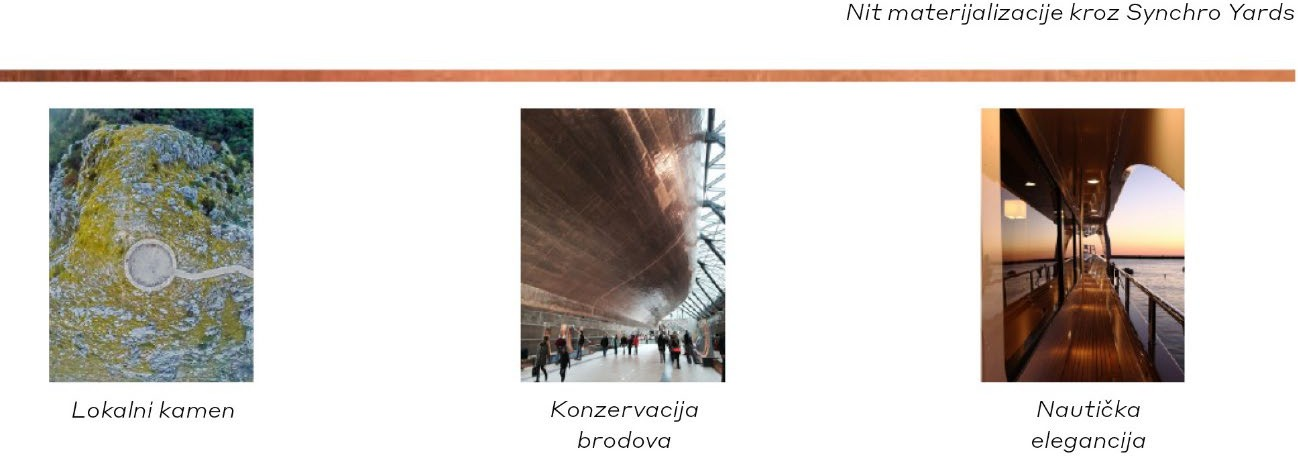 Nit materijalizacije kroz Synchro Yards
Lokalni kamen
Konzervacija
brodova
Nautička
elegancija